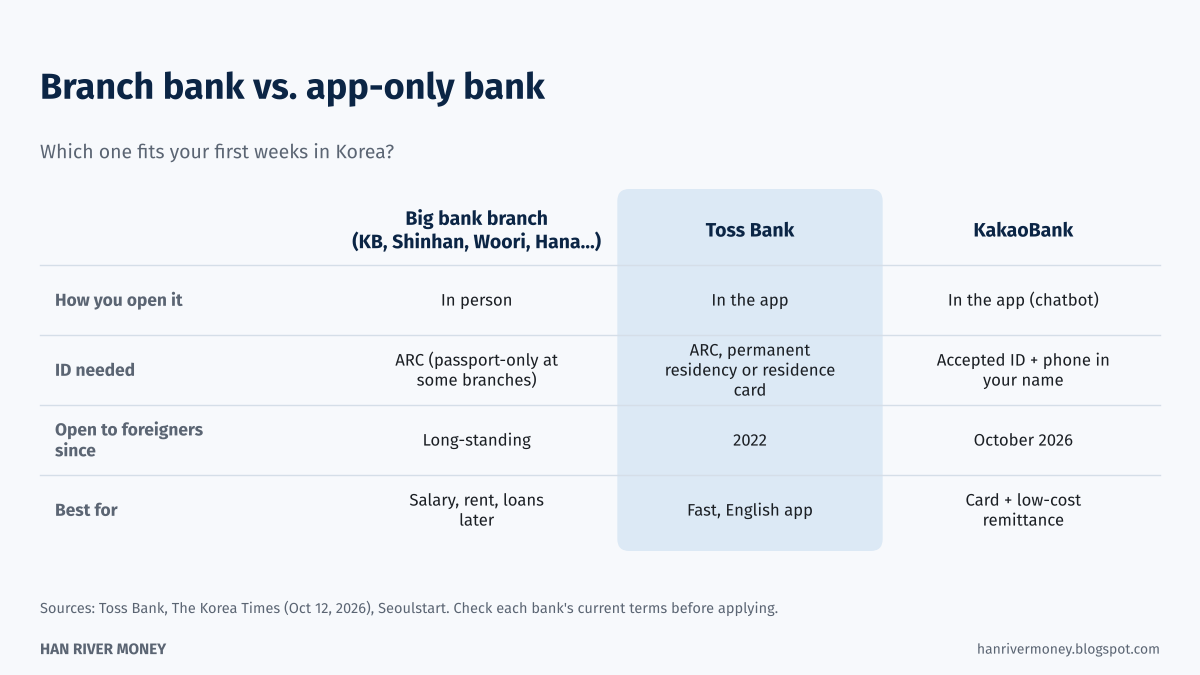 Branch bank vs. app-only bank
Which one fits your first weeks in Korea?
Big bank branch
(KB, Shinhan, Woori, Hana...)
Toss Bank
KakaoBank
How you open it
In person
In the app
In the app (chatbot)
ID needed
ARC (passport-only at
some branches)
ARC, permanent
residency or residence
card
Accepted ID + phone in
your name
Open to foreigners
since
Long-standing
2022
October 2026
Best for
Salary, rent, loans
later
Fast, English app
Card + low-cost
remittance
Sources: Toss Bank, The Korea Times (Oct 12, 2026), Seoulstart. Check each bank's current terms before applying.
HAN RIVER MONEY
hanrivermoney.blogspot.com